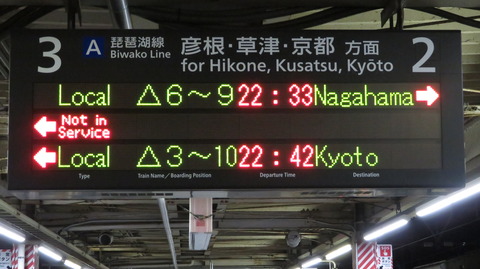 3 A 琵琶湖線 彦根・草津・京都 方面 2
Biwako Line for Hikone, Kusatsu, Kyōto
Local △6～9 22:33 Nagahama →
← Not in Service
← Local △3～10 22:42 Kyoto
Type Train Name／Boarding Position Departure Time Destination